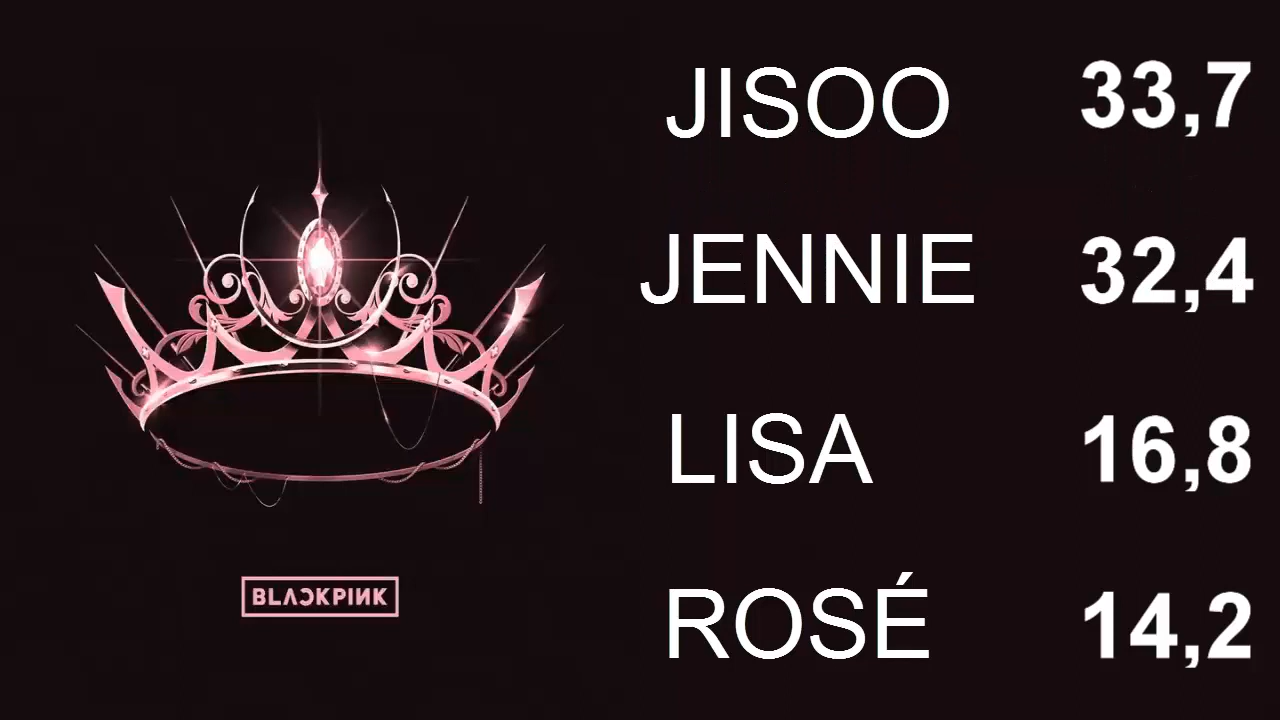 JISOO 33,7
JENNIE 32,4
LISA 16,8
ROSÉ 14,2
BLACKPINK